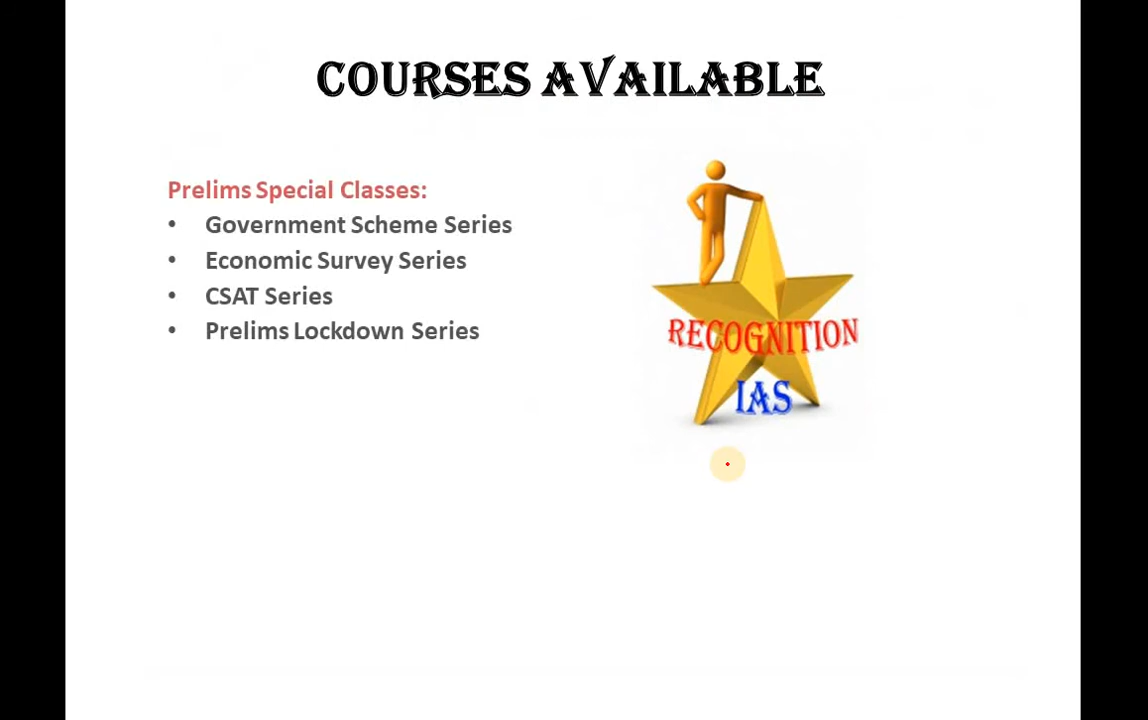 COURSES AVAILABLE
Prelims Special Classes:
• Government Scheme Series
• Economic Survey Series
• CSAT Series
• Prelims Lockdown Series
RECOGNITION
IAS